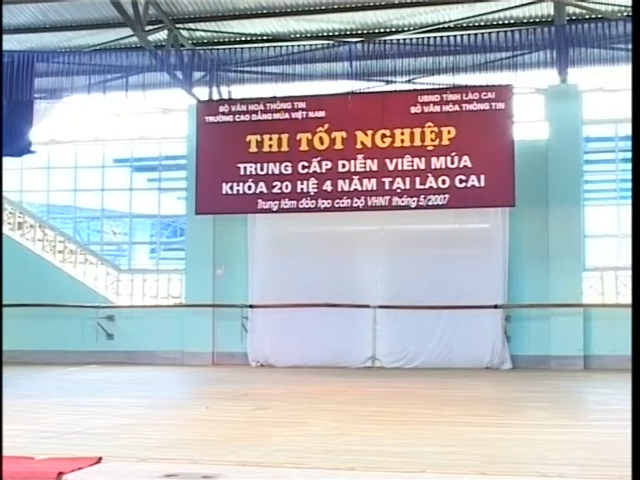 BỘ VĂN HOÁ THÔNG TIN
TRƯỜNG CAO ĐẲNG MÚA VIỆT NAM
UBND TỈNH LÀO CAI
SỞ VĂN HÓA THÔNG TIN
THI TỐT NGHIỆP
TRUNG CẤP DIỄN VIÊN MÚA
KHÓA 20 HỆ 4 NĂM TẠI LÀO CAI
Trung tâm đào tạo cán bộ VHNT tháng 5/2007